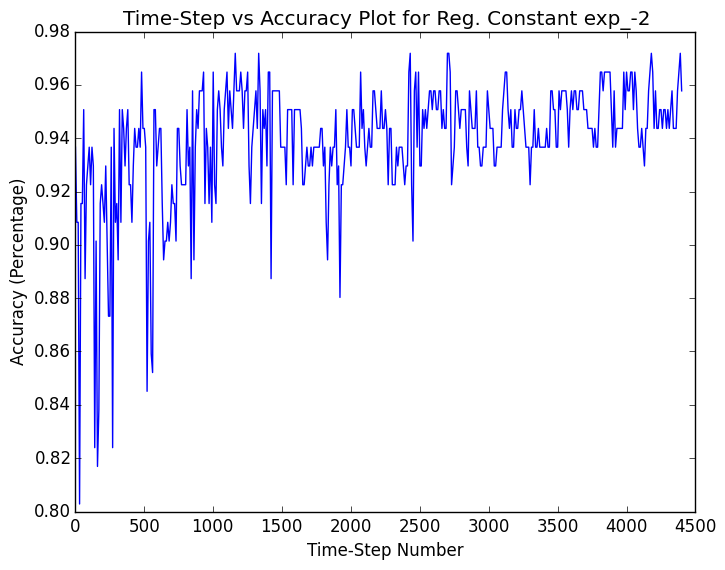 Time-Step vs Accuracy Plot for Reg. Constant exp_-2
0.98
0.96
0.94
0.92
0.90
0.88
0.86
0.84
0.82
0.80
Accuracy (Percentage)
0 500 1000 1500 2000 2500 3000 3500 4000 4500
Time-Step Number